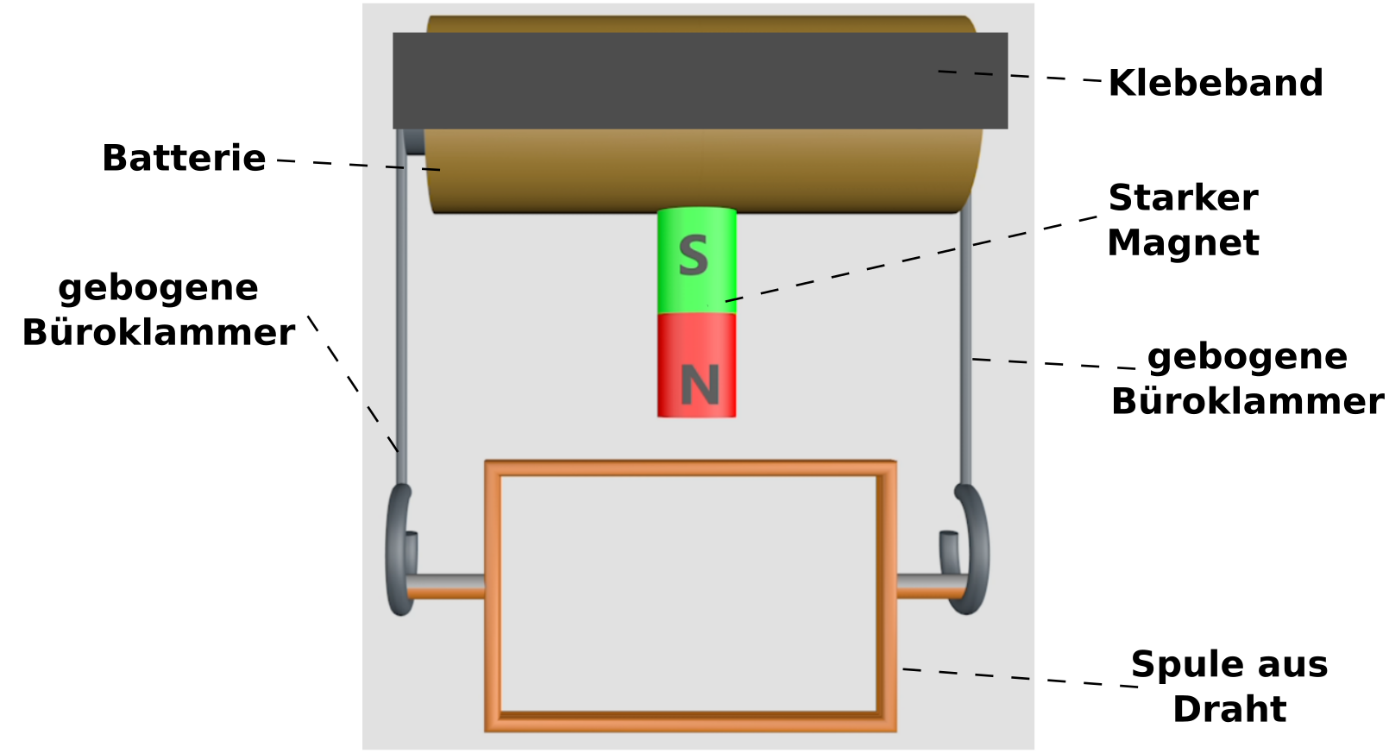 Klebeband
Batterie
Starker
Magnet
S
gebogene
Büroklammer
gebogene
Büroklammer
N
Spule aus
Draht